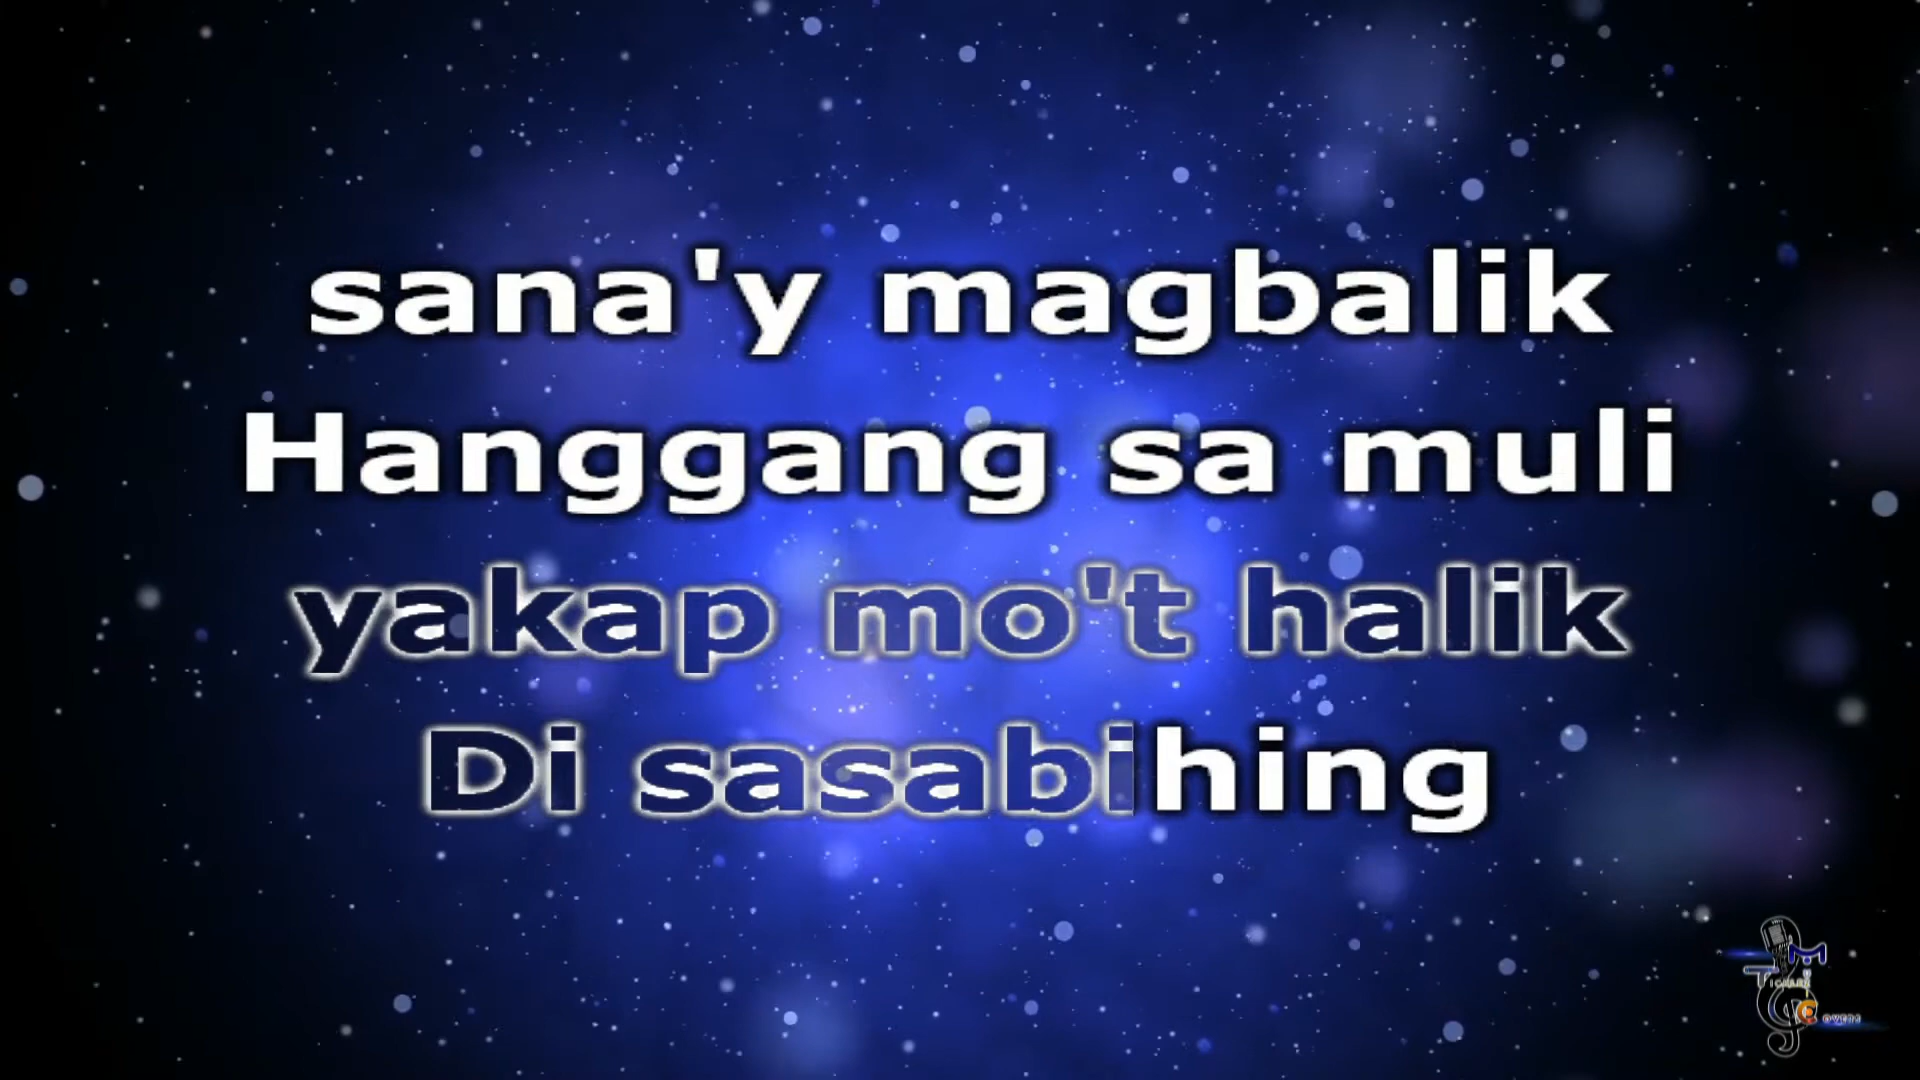 sana'y magbalik
Hanggang sa muli
yakap mo't halik
Di sasabihing